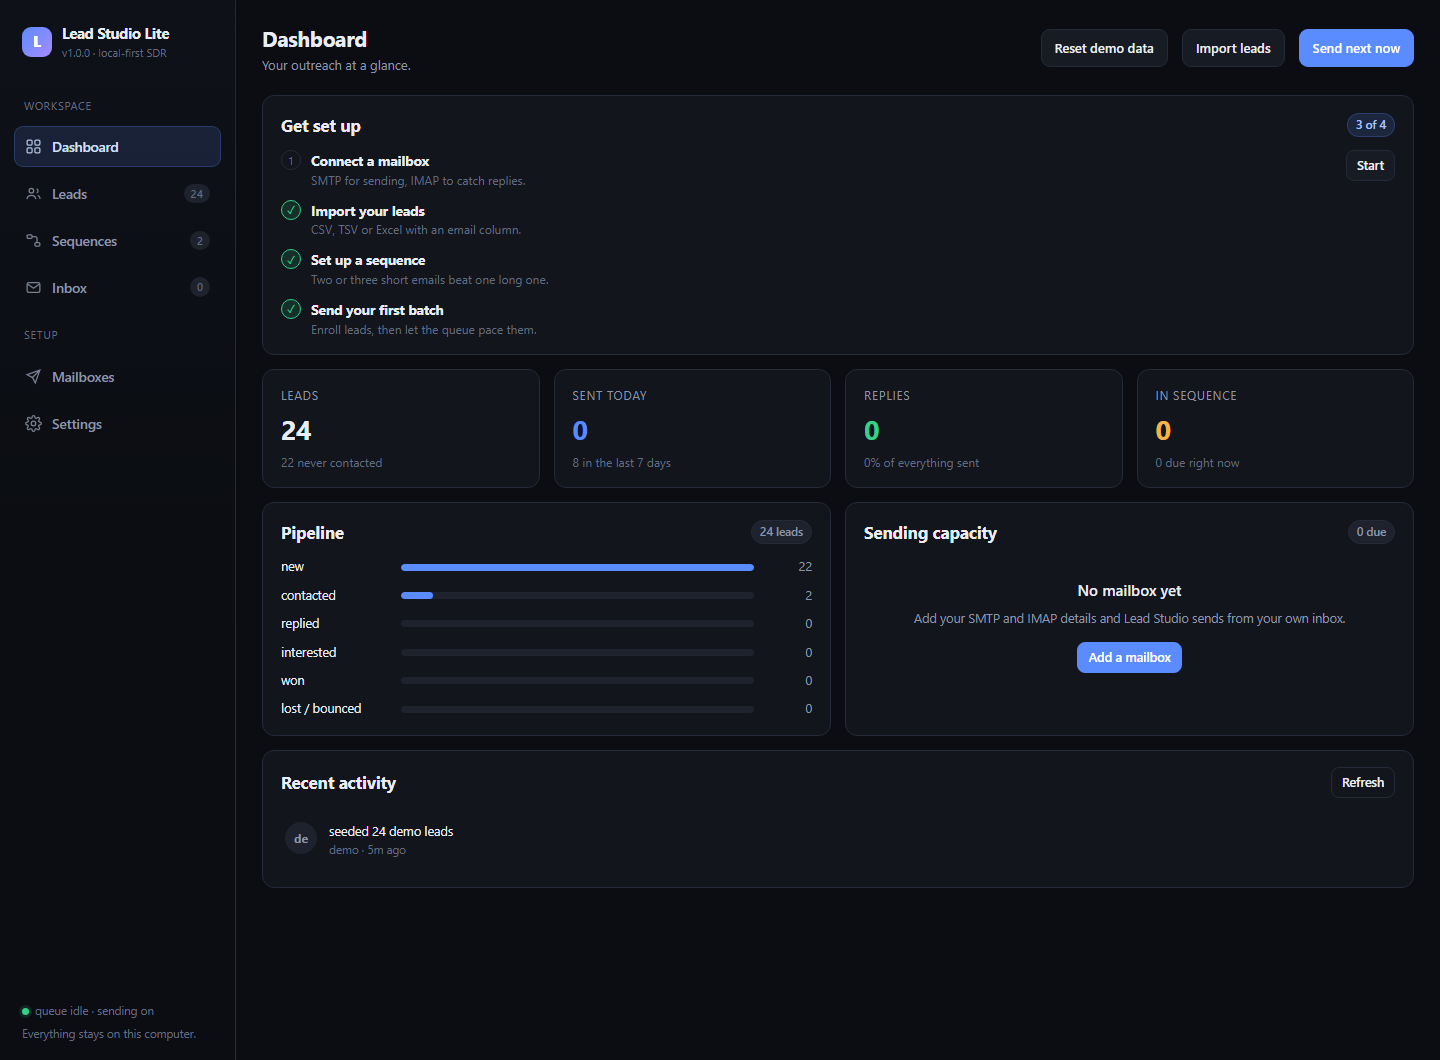 L
Lead Studio Lite
v1.0.0 · local-first SDR
WORKSPACE
Dashboard
Leads 24
Sequences 2
Inbox 0
SETUP
Mailboxes
Settings
queue idle · sending on
Everything stays on this computer.
Dashboard
Your outreach at a glance.
Reset demo data
Import leads
Send next now
Get set up
3 of 4
1 Connect a mailbox
SMTP for sending, IMAP to catch replies.
Start
✓ Import your leads
CSV, TSV or Excel with an email column.
✓ Set up a sequence
Two or three short emails beat one long one.
✓ Send your first batch
Enroll leads, then let the queue pace them.
LEADS
24
22 never contacted
SENT TODAY
0
8 in the last 7 days
REPLIES
0
0% of everything sent
IN SEQUENCE
0
0 due right now
Pipeline
24 leads
new 22
contacted 2
replied 0
interested 0
won 0
lost / bounced 0
Sending capacity
0 due
No mailbox yet
Add your SMTP and IMAP details and Lead Studio sends from your own inbox.
Add a mailbox
Recent activity
Refresh
de
seeded 24 demo leads
demo · 5m ago